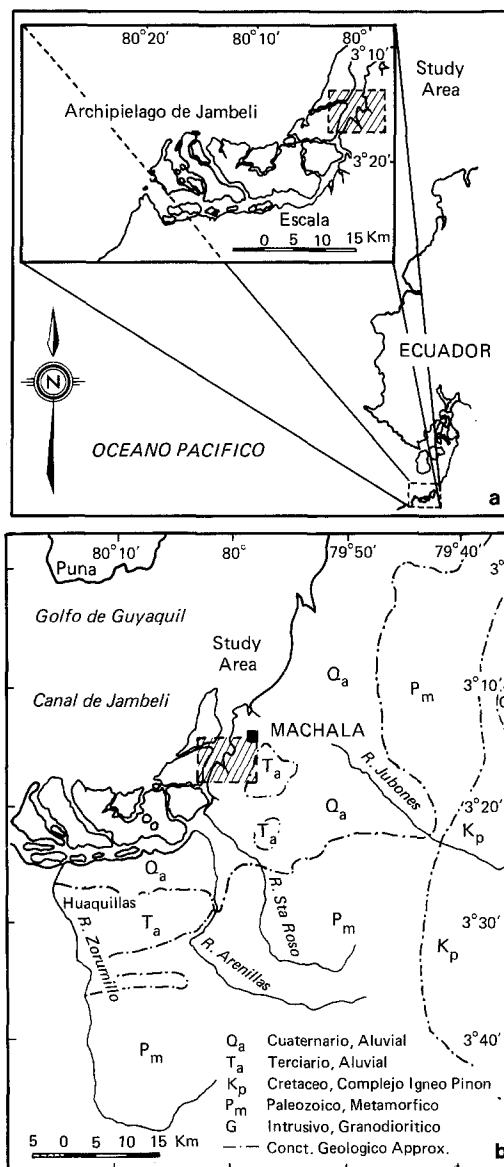 80°20' 80°10'
3°10'
Study
Area
Archipielago de Jambeli
3°20'
Escala
0 5 10 15 Km
ECUADOR
N
OCEANO PACIFICO
a
80°10' 80° 79°50' 79°40'
Puna
3°
Golfo de Guyaquil
Study
Area
Qa
Pm
3°10'
Canal de Jambeli
MACHALA
Ta
R. Jubones
Qa
3°20'
Ta
Kp
Qa
Huaquillas
R. Sta Roso
Pm
3°30'
Ta
R. Zorumillo
R. Arenillas
Kp
Pm
3°40'
Qa Cuaternario, Aluvial
Ta Terciario, Aluvial
Kp Cretaceo, Complejo Igneo Pinon
Pm Paleozoico, Metamorfico
G Intrusivo, Granodioritico
Conct. Geologico Approx.
5 0 5 10 15 Km
b